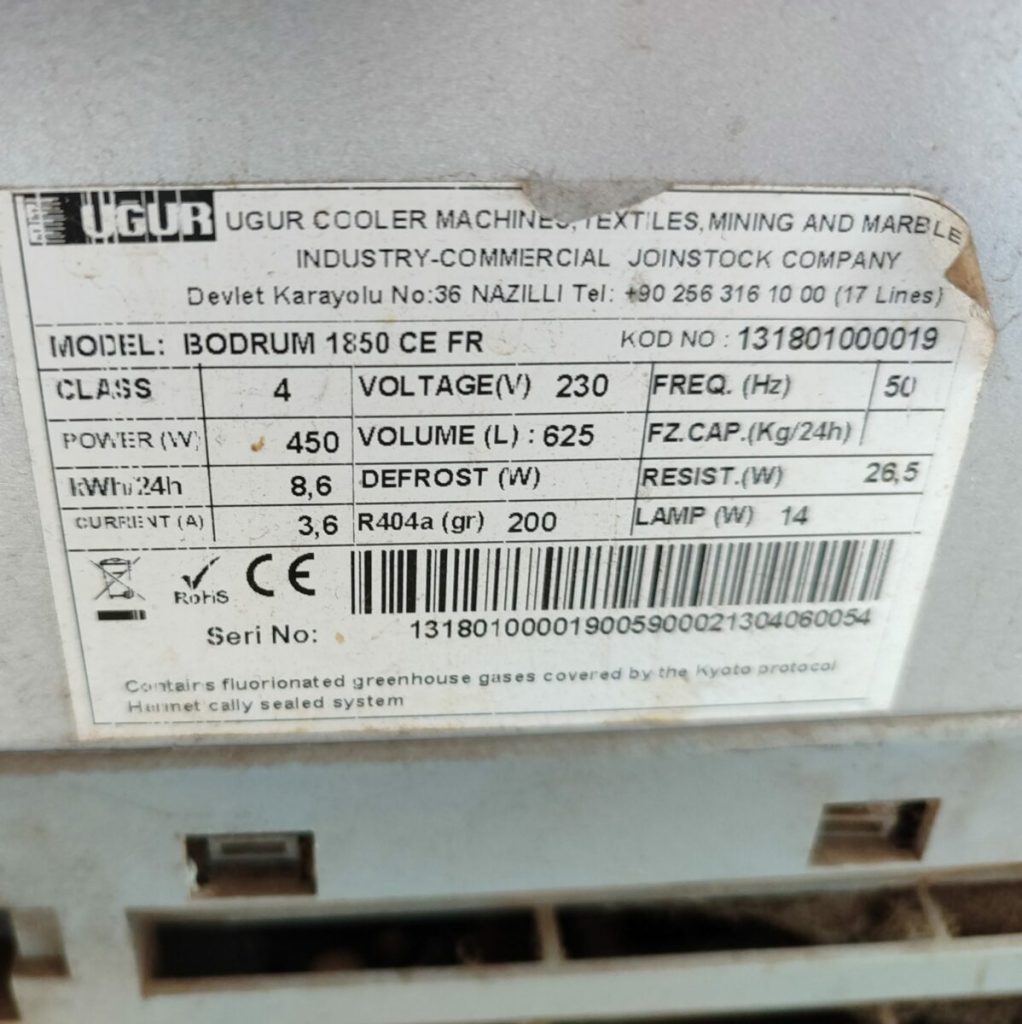 UGUR UGUR COOLER MACHINES, TEXTILES, MINING AND MARBLE
INDUSTRY-COMMERCIAL JOINSTOCK COMPANY
Devlet Karayolu No:36 NAZILLI Tel: +90 256 316 10 00 (17 Lines)
MODEL: BODRUM 1850 CE FR KOD NO : 131801000019
CLASS 4 VOLTAGE(V) 230 FREQ. (Hz) 50
POWER (W) 450 VOLUME (L) : 625 FZ.CAP.(Kg/24h)
kWh/24h 8,6 DEFROST (W) RESIST.(W) 26,5
CURRENT (A) 3,6 R404a (gr) 200 LAMP (W) 14
RoHS CE
Seri No: 131801000019005900021304060054
Contains fluorionated greenhouse gases covered by the Kyoto protocol
Hermetically sealed system